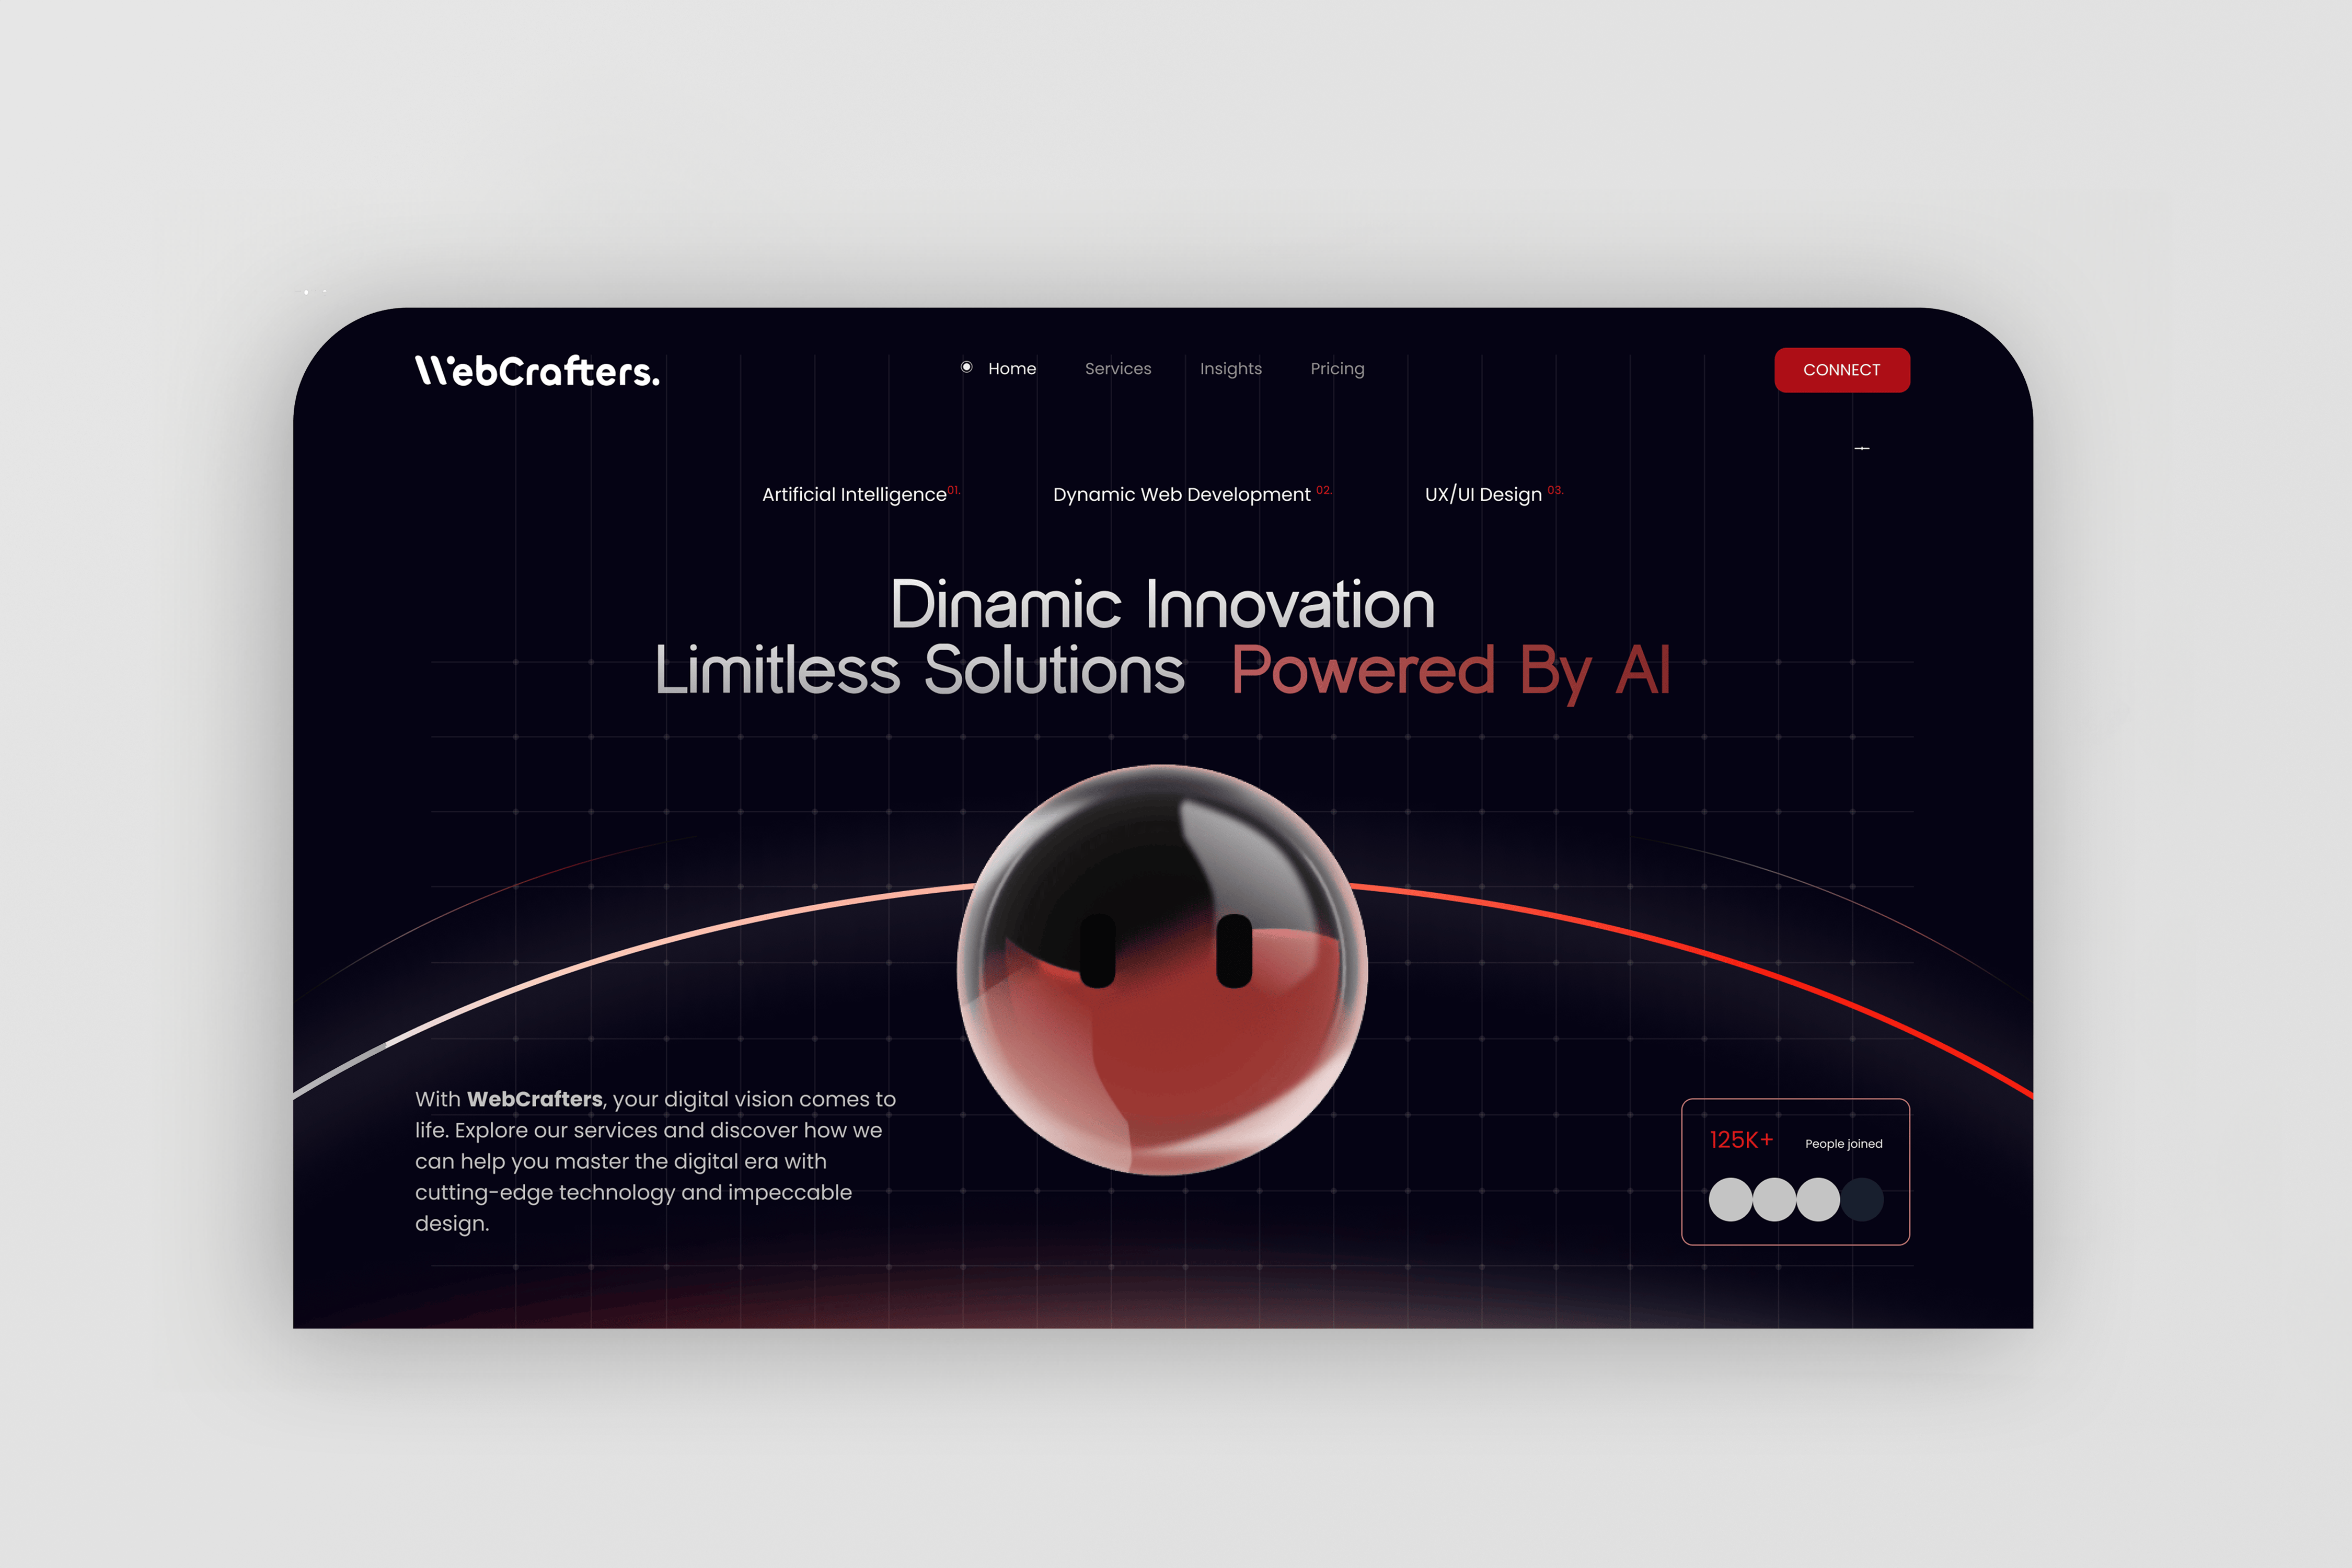 WebCrafters.
Home Services Insights Pricing
CONNECT
Artificial Intelligence01. Dynamic Web Development 02. UX/UI Design 03.
Dinamic Innovation
Limitless Solutions Powered By AI
With WebCrafters, your digital vision comes to
life. Explore our services and discover how we
can help you master the digital era with
cutting-edge technology and impeccable
design.
125K+ People joined